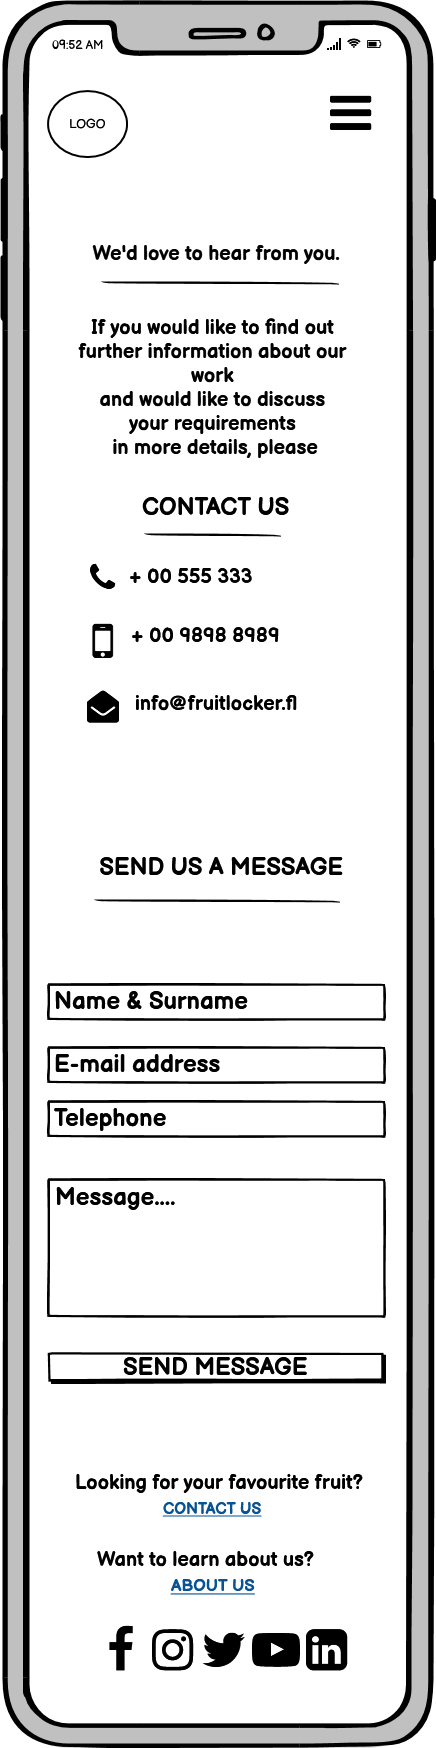 09:52 AM
LOGO
We'd love to hear from you.
If you would like to find out
further information about our
work
and would like to discuss
your requirements
in more details, please
CONTACT US
+ 00 555 333
+ 00 9898 8989
info@fruitlocker.fl
SEND US A MESSAGE
Name & Surname
E-mail address
Telephone
Message....
SEND MESSAGE
Looking for your favourite fruit?
CONTACT US
Want to learn about us?
ABOUT US